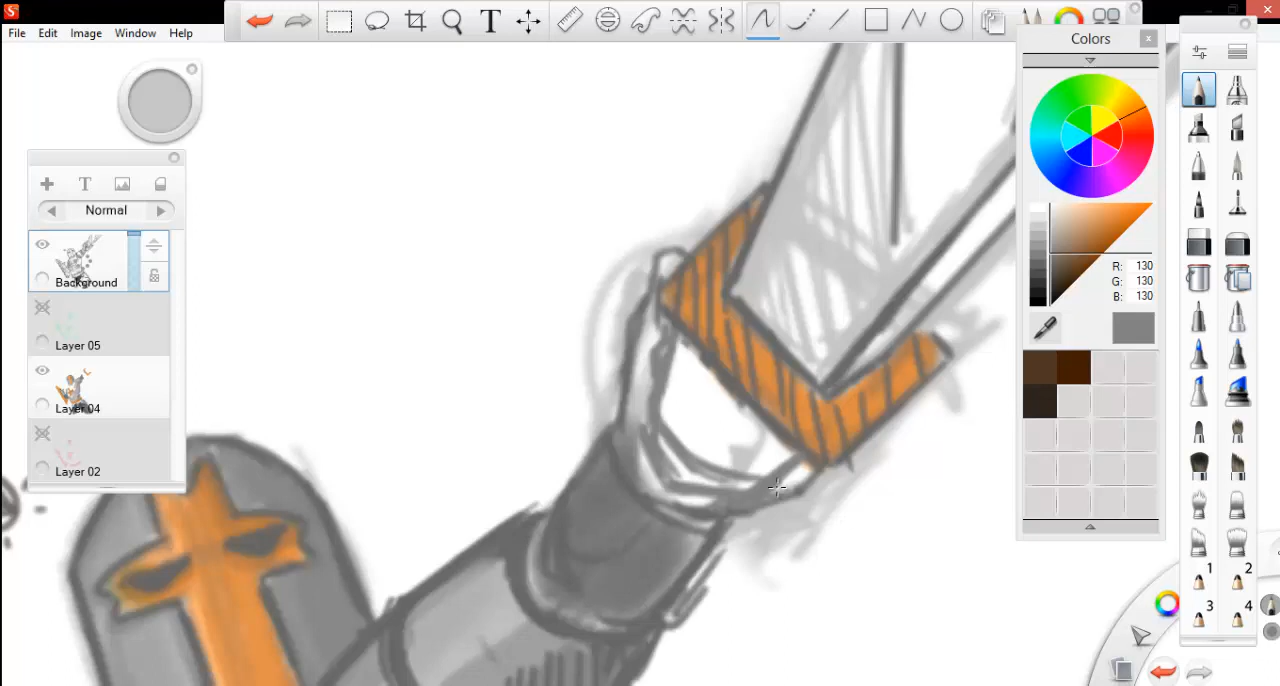 File Edit Image Window Help
Colors
Normal
Background
Layer 05
Layer 04
Layer 02
R: 130
G: 130
B: 130
1 2
3 4